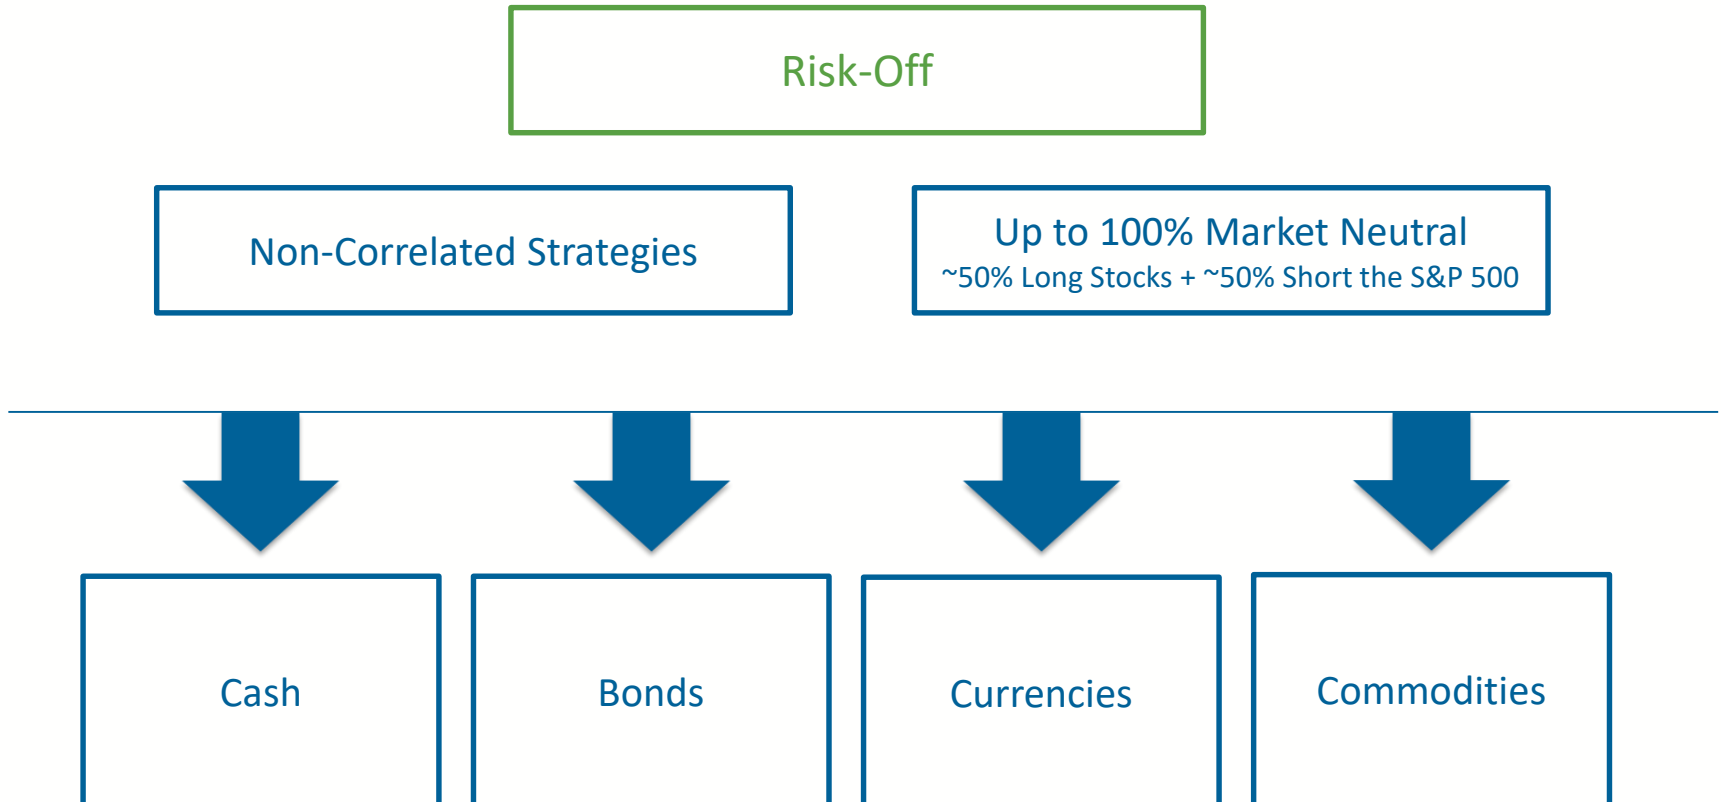 Risk-Off
Non-Correlated Strategies
Up to 100% Market Neutral
~50% Long Stocks + ~50% Short the S&P 500
Cash
Bonds
Currencies
Commodities